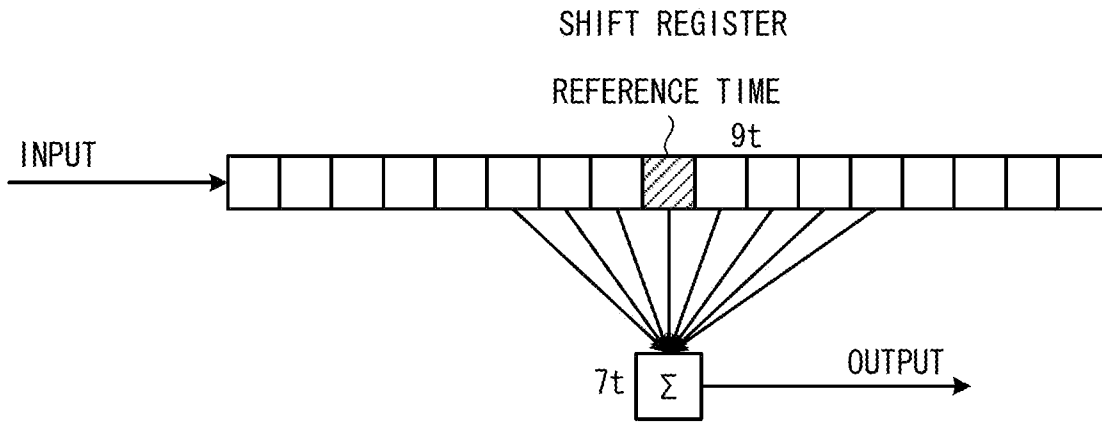 SHIFT REGISTER
REFERENCE TIME
9t
INPUT
7t
Σ
OUTPUT